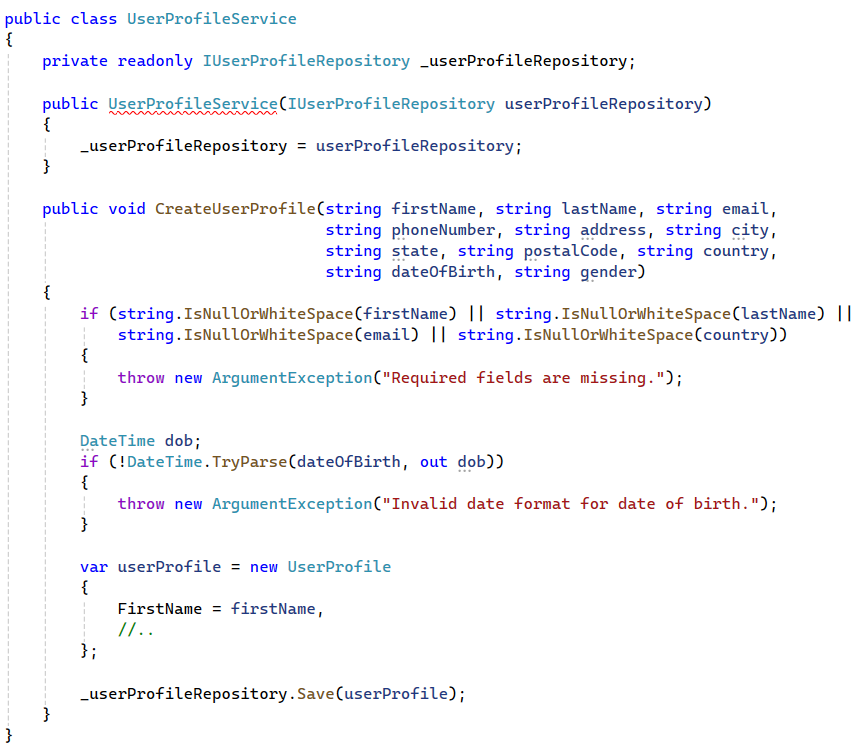 public class UserProfileService
{
    private readonly IUserProfileRepository _userProfileRepository;

    public UserProfileService(IUserProfileRepository userProfileRepository)
    {
        _userProfileRepository = userProfileRepository;
    }

    public void CreateUserProfile(string firstName, string lastName, string email,
                                  string phoneNumber, string address, string city,
                                  string state, string postalCode, string country,
                                  string dateOfBirth, string gender)
    {
        if (string.IsNullOrWhiteSpace(firstName) || string.IsNullOrWhiteSpace(lastName) ||
            string.IsNullOrWhiteSpace(email) || string.IsNullOrWhiteSpace(country))
        {
            throw new ArgumentException("Required fields are missing.");
        }

        DateTime dob;
        if (!DateTime.TryParse(dateOfBirth, out dob))
        {
            throw new ArgumentException("Invalid date format for date of birth.");
        }

        var userProfile = new UserProfile
        {
            FirstName = firstName,
            //..
        };

        _userProfileRepository.Save(userProfile);
    }
}